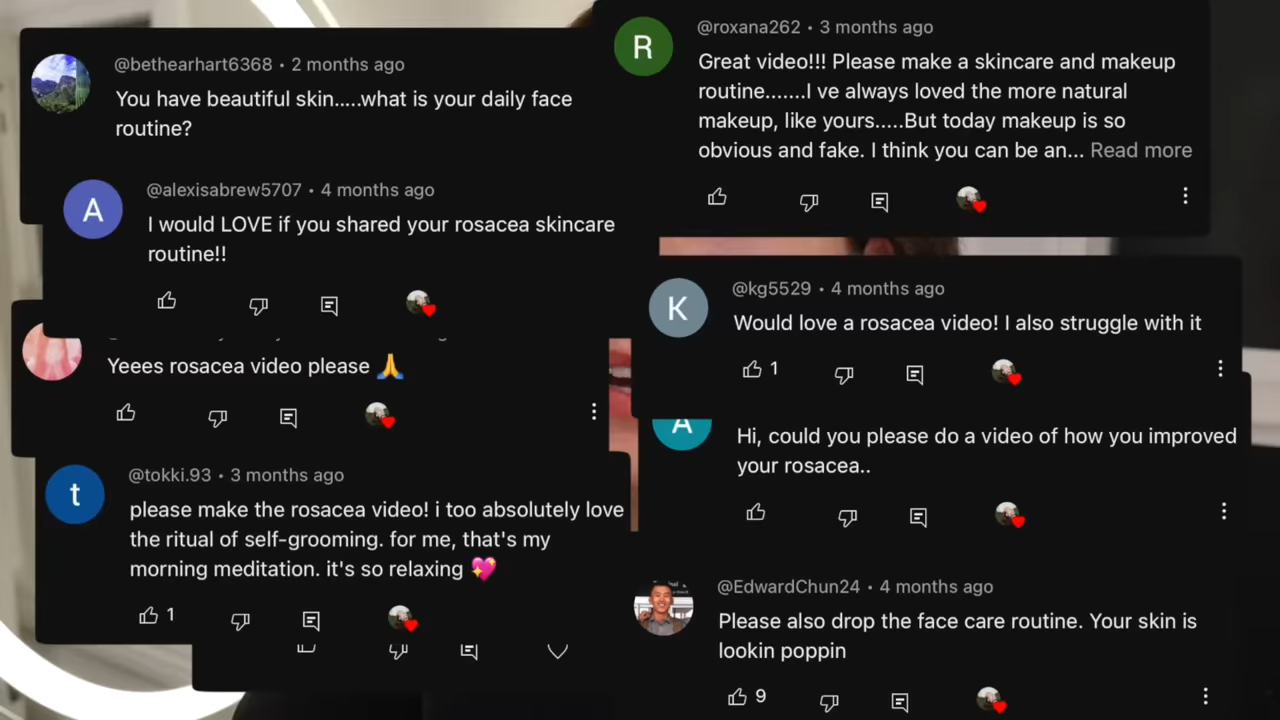 @bethearhart6368 • 2 months ago
You have beautiful skin.....what is your daily face
routine?
A
@alexisabrew5707 • 4 months ago
I would LOVE if you shared your rosacea skincare
routine!!
Yeees rosacea video please 🙏
t
@tokki.93 • 3 months ago
please make the rosacea video! i too absolutely love
the ritual of self-grooming. for me, that's my
morning meditation. it's so relaxing 💖
1
R
@roxana262 • 3 months ago
Great video!!! Please make a skincare and makeup
routine.......I ve always loved the more natural
makeup, like yours.....But today makeup is so
obvious and fake. I think you can be an... Read more
K
@kg5529 • 4 months ago
Would love a rosacea video! I also struggle with it
1
A
Hi, could you please do a video of how you improved
your rosacea..
@EdwardChun24 • 4 months ago
Please also drop the face care routine. Your skin is
lookin poppin
9